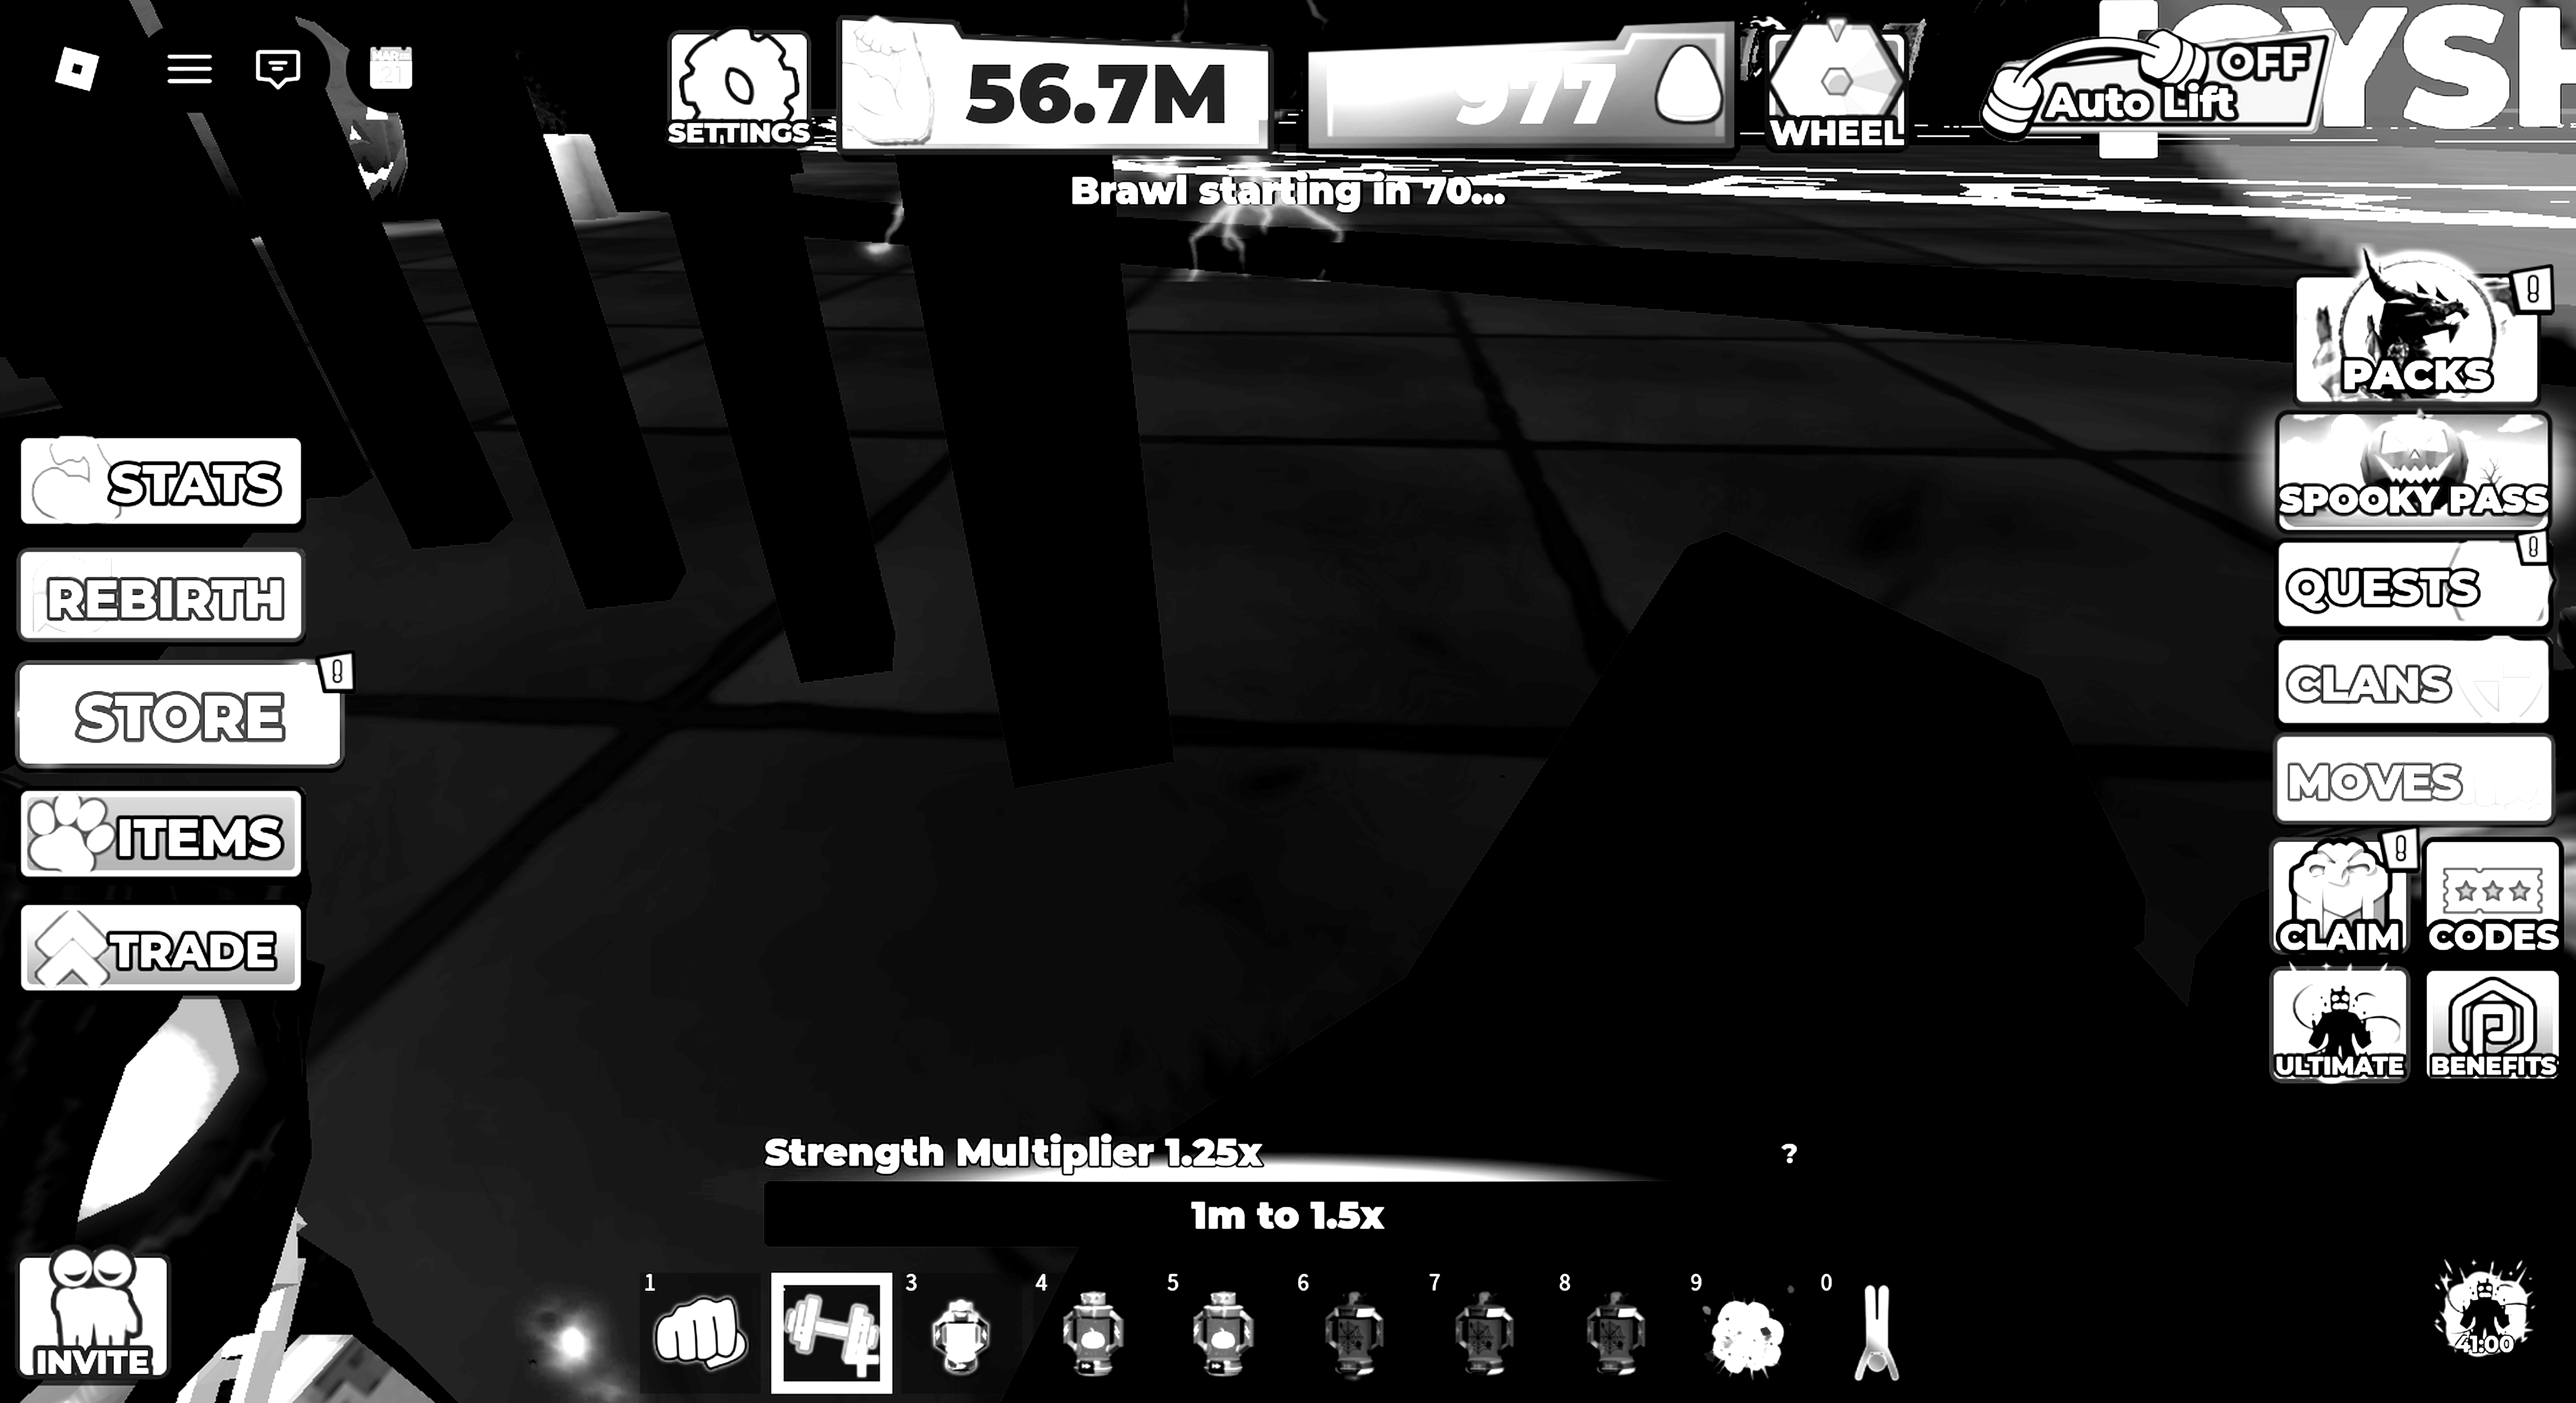 MARCH
21
SETTINGS
56.7M
977
WHEEL
OFF
Auto Lift
Brawl starting in 70...
PACKS
SPOOKY PASS
QUESTS
CLANS
MOVES
CLAIM
CODES
ULTIMATE
BENEFITS
STATS
REBIRTH
STORE
ITEMS
TRADE
INVITE
Strength Multiplier 1.25x
?
1m to 1.5x
1
3
4
5
6
7
8
9
0
41:00